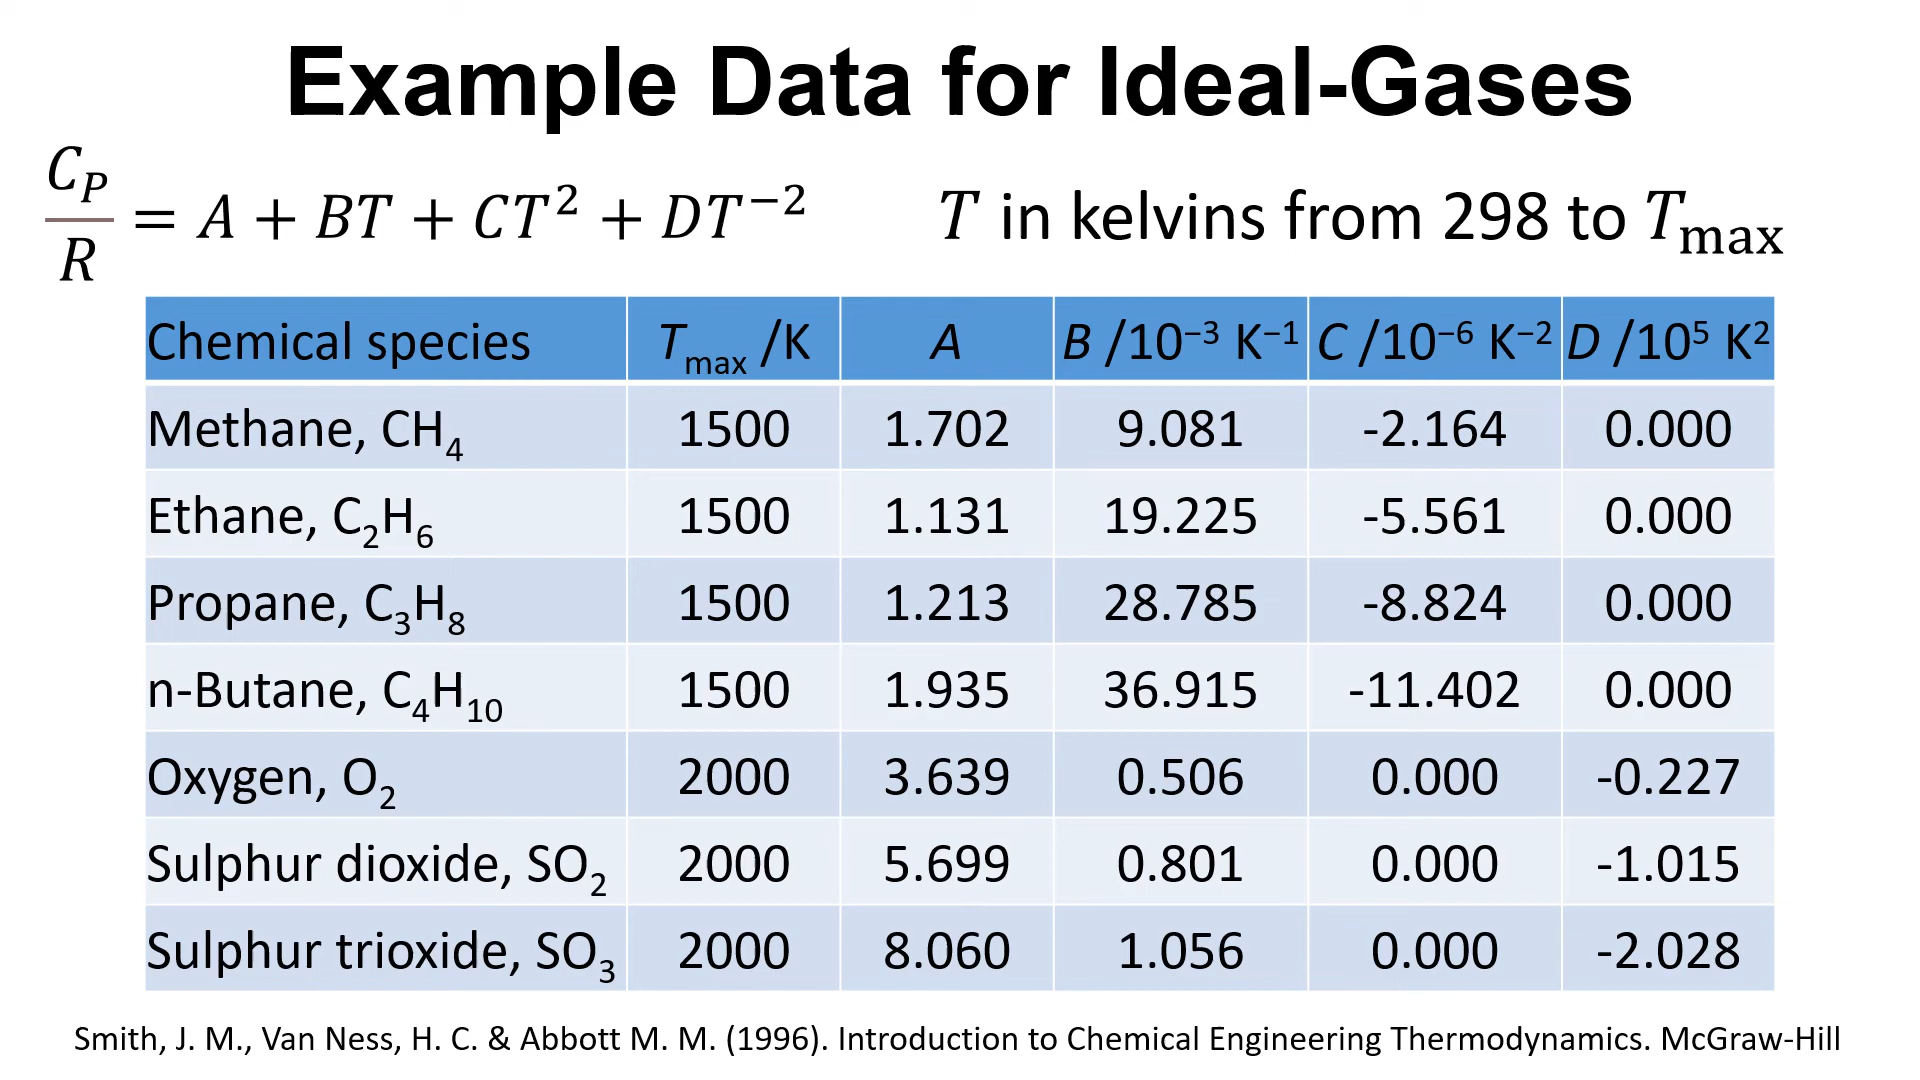 Example Data for Ideal-Gases
C_P/R = A + BT + CT² + DT⁻² T in kelvins from 298 to T_max
Chemical species T_max /K A B /10⁻³ K⁻¹ C /10⁻⁶ K⁻² D /10⁵ K²
Methane, CH₄ 1500 1.702 9.081 -2.164 0.000
Ethane, C₂H₆ 1500 1.131 19.225 -5.561 0.000
Propane, C₃H₈ 1500 1.213 28.785 -8.824 0.000
n-Butane, C₄H₁₀ 1500 1.935 36.915 -11.402 0.000
Oxygen, O₂ 2000 3.639 0.506 0.000 -0.227
Sulphur dioxide, SO₂ 2000 5.699 0.801 0.000 -1.015
Sulphur trioxide, SO₃ 2000 8.060 1.056 0.000 -2.028
Smith, J. M., Van Ness, H. C. & Abbott M. M. (1996). Introduction to Chemical Engineering Thermodynamics. McGraw-Hill